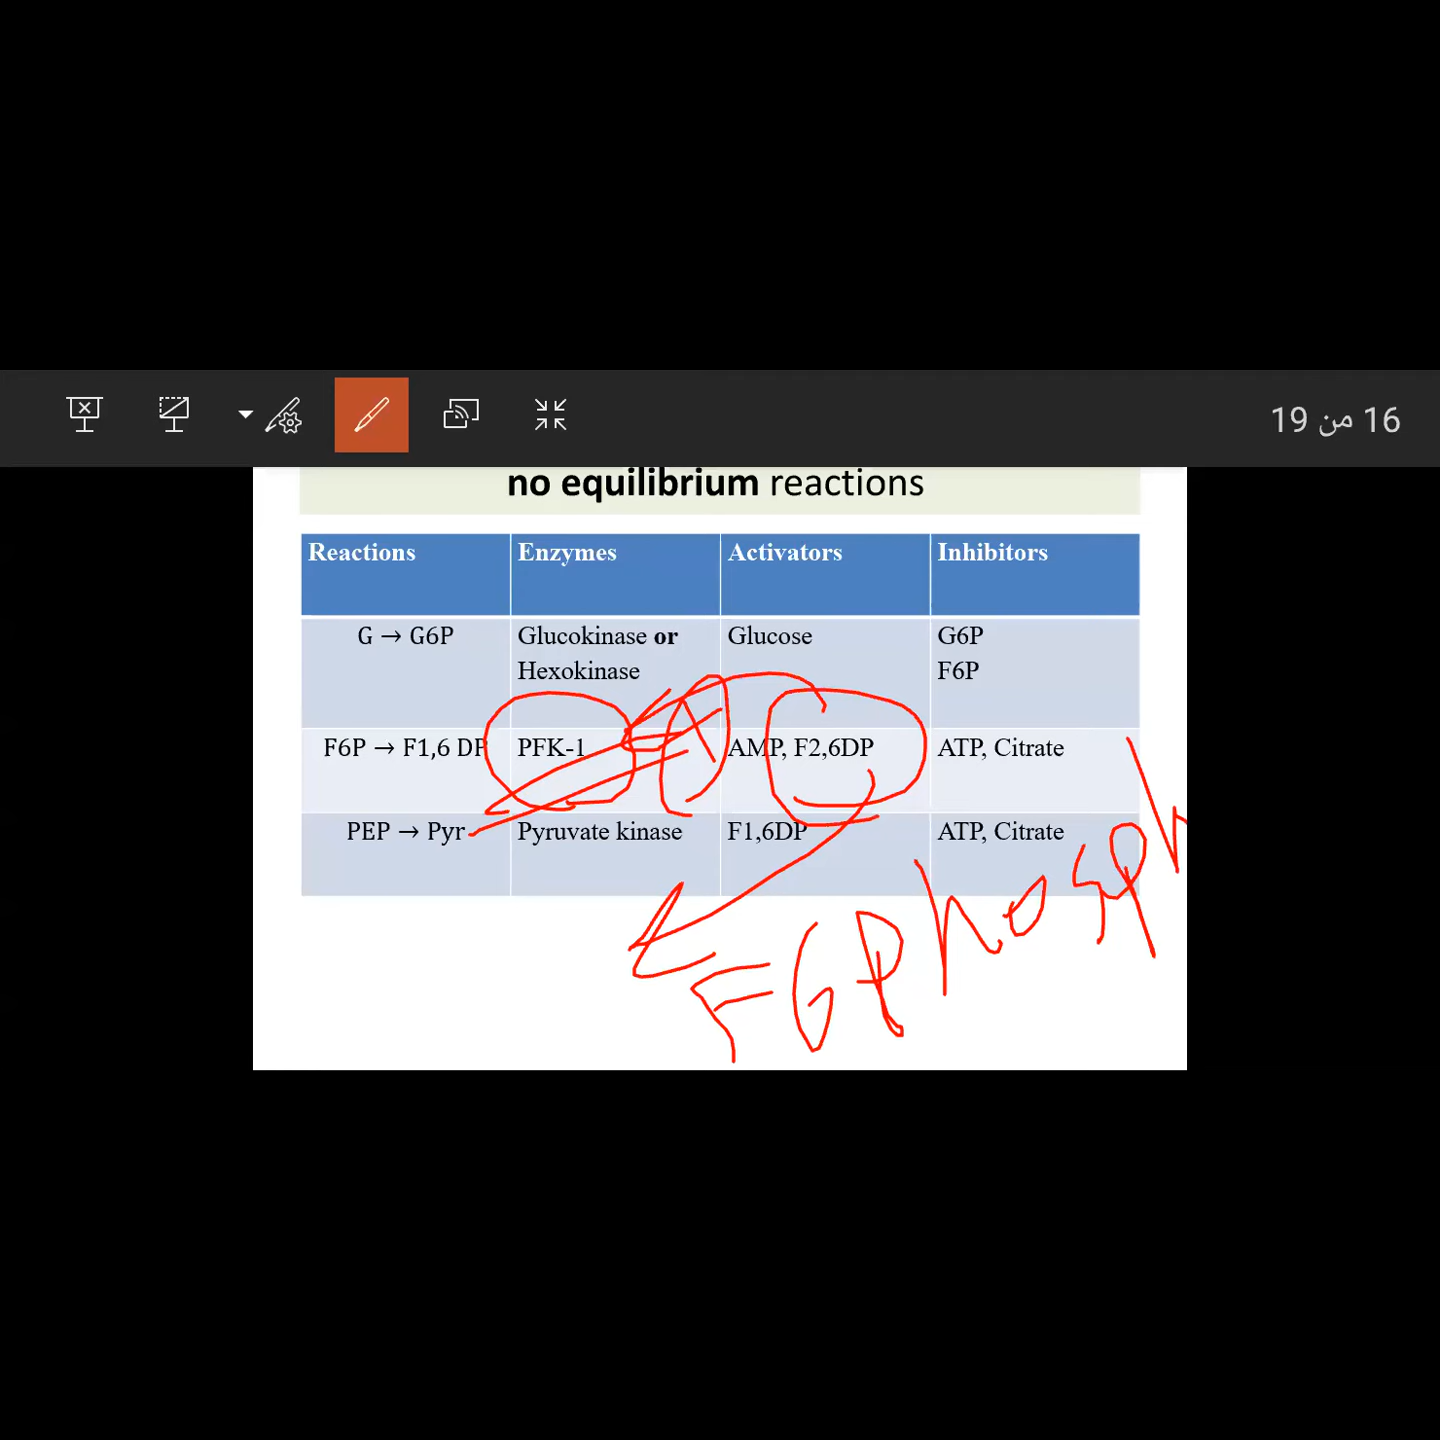 16 من 19
no equilibrium reactions
Reactions Enzymes Activators Inhibitors
G → G6P Glucokinase or Hexokinase Glucose G6P F6P
F6P → F1,6 DP PFK-1 AMP, F2,6DP ATP, Citrate
PEP → Pyr Pyruvate kinase F1,6DP ATP, Citrate
F6Phosph